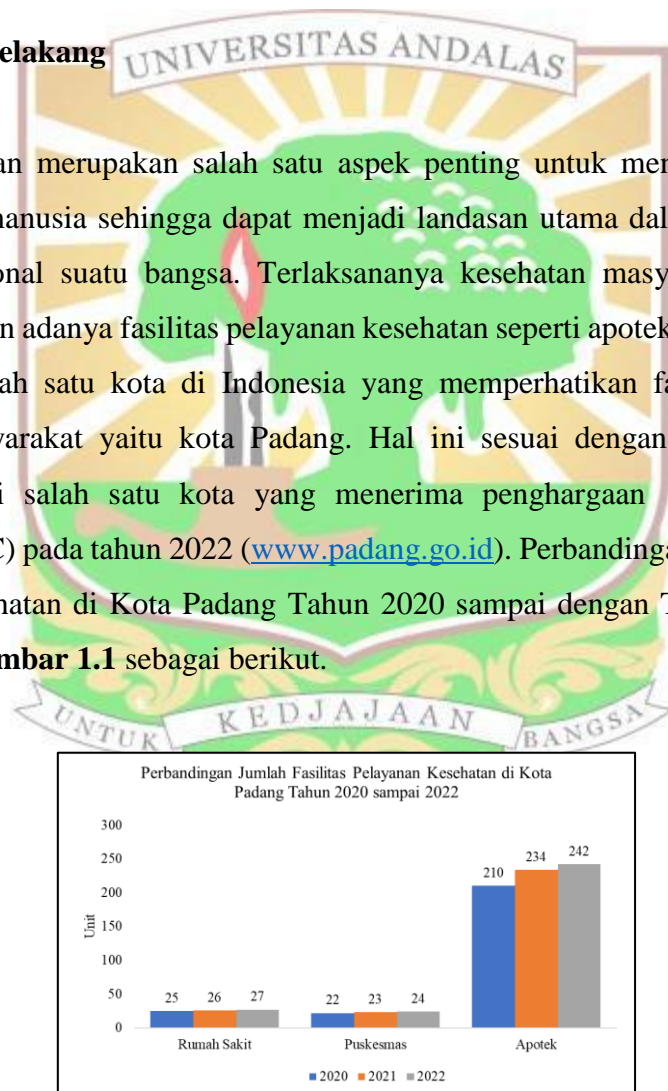 elakang
UNIVERSITAS ANDALAS
an merupakan salah satu aspek penting untuk men
nanusia sehingga dapat menjadi landasan utama dal
onal suatu bangsa. Terlaksananya kesehatan masy
n adanya fasilitas pelayanan kesehatan seperti apotek
ah satu kota di Indonesia yang memperhatikan fa
yarakat yaitu kota Padang. Hal ini sesuai dengan
i salah satu kota yang menerima penghargaan
C) pada tahun 2022 (www.padang.go.id). Perbandinga
hatan di Kota Padang Tahun 2020 sampai dengan T
mbar 1.1 sebagai berikut.
UNTUK KEDJAJAAN BANGSA
Perbandingan Jumlah Fasilitas Pelayanan Kesehatan di Kota
Padang Tahun 2020 sampai 2022
Unit
300
250
200
150
100
50
0
25 26 27
22 23 24
210 234 242
Rumah Sakit Puskesmas Apotek
2020 2021 2022